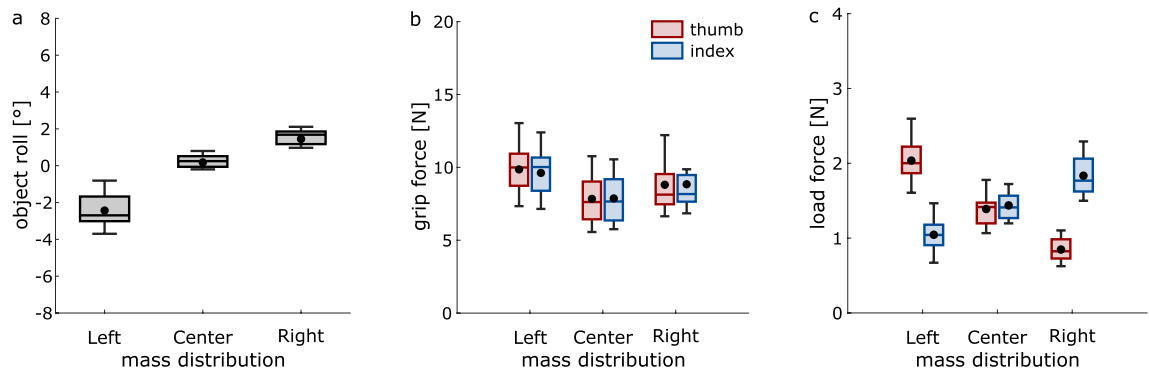 a
object roll [°]
8
6
4
2
0
-2
-4
-6
-8
Left Center Right
mass distribution
b
grip force [N]
20
15
10
5
0
thumb
index
Left Center Right
mass distribution
c
load force [N]
4
3
2
1
0
Left Center Right
mass distribution